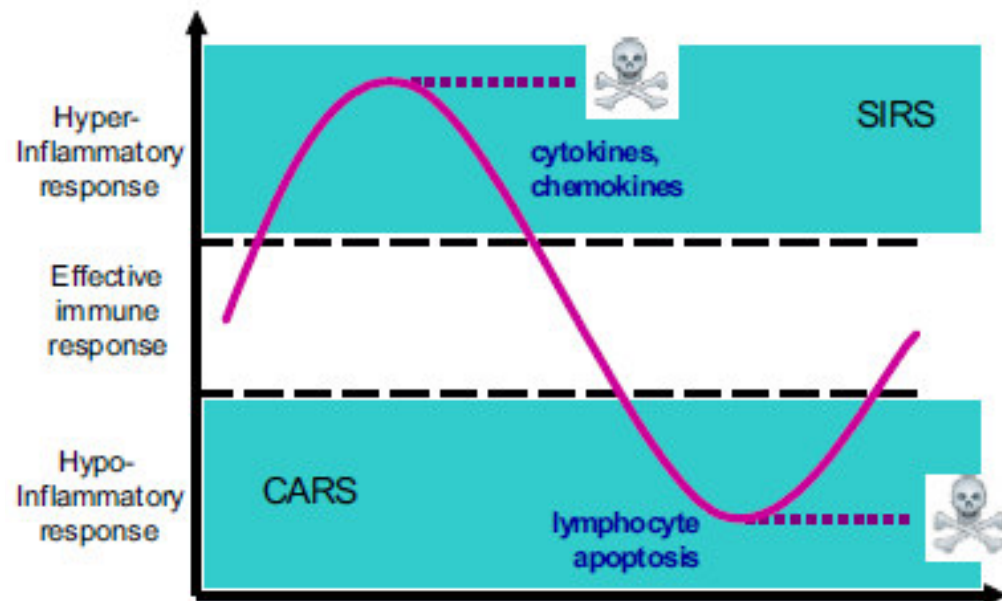 Hyper-
Inflammatory
response
SIRS
cytokines,
chemokines
Effective
immune
response
Hypo-
Inflammatory
response
CARS
lymphocyte
apoptosis